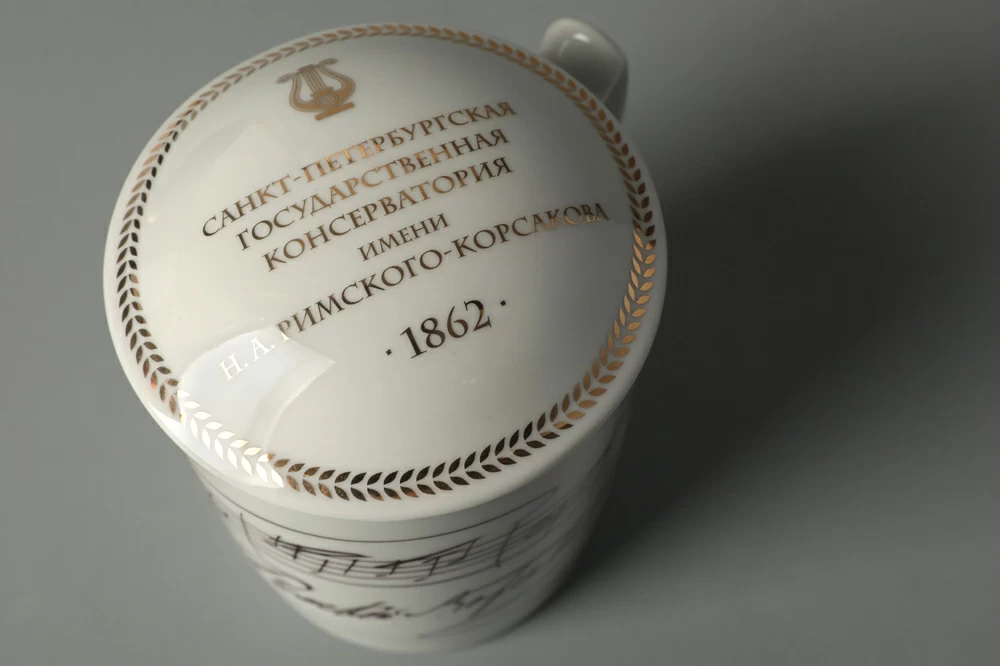 САНКТ-ПЕТЕРБУРГСКАЯ
ГОСУДАРСТВЕННАЯ
КОНСЕРВАТОРИЯ
ИМЕНИ
Н. А. РИМСКОГО-КОРСАКОВА
· 1862 ·